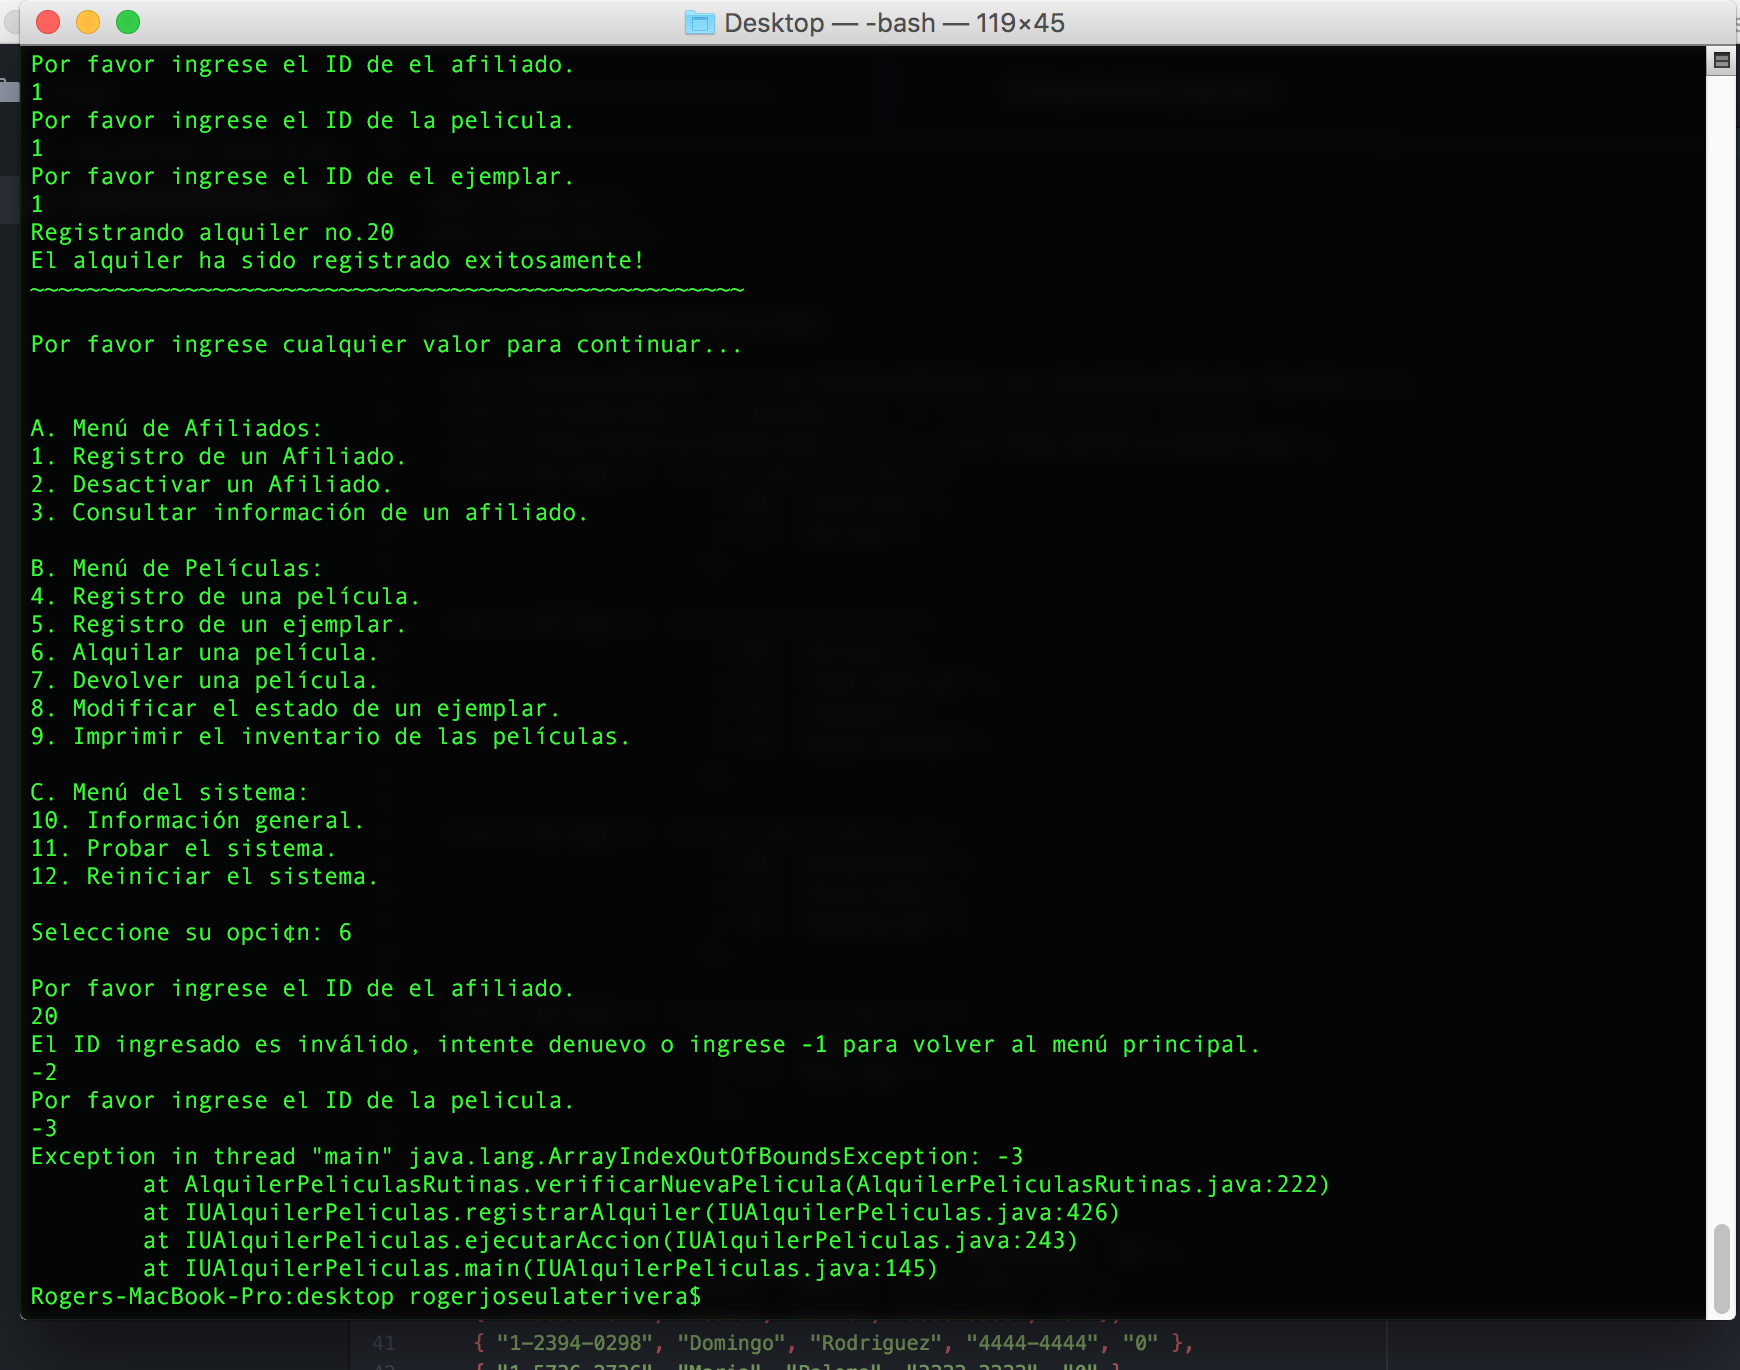 Desktop — -bash — 119×45
Por favor ingrese el ID de el afiliado.
1
Por favor ingrese el ID de la pelicula.
1
Por favor ingrese el ID de el ejemplar.
1
Registrando alquiler no.20
El alquiler ha sido registrado exitosamente!
~~~~~~~~~~~~~~~~~~~~~~~~~~~~~~~~~~~~~~~~~~~~~~~~~~~
Por favor ingrese cualquier valor para continuar...
A. Menú de Afiliados:
1. Registro de un Afiliado.
2. Desactivar un Afiliado.
3. Consultar información de un afiliado.
B. Menú de Películas:
4. Registro de una película.
5. Registro de un ejemplar.
6. Alquilar una película.
7. Devolver una película.
8. Modificar el estado de un ejemplar.
9. Imprimir el inventario de las películas.
C. Menú del sistema:
10. Información general.
11. Probar el sistema.
12. Reiniciar el sistema.
Seleccione su opci¢n: 6
Por favor ingrese el ID de el afiliado.
20
El ID ingresado es inválido, intente denuevo o ingrese -1 para volver al menú principal.
-2
Por favor ingrese el ID de la pelicula.
-3
Exception in thread "main" java.lang.ArrayIndexOutOfBoundsException: -3
at AlquilerPeliculasRutinas.verificarNuevaPelicula(AlquilerPeliculasRutinas.java:222)
at IUAlquilerPeliculas.registrarAlquiler(IUAlquilerPeliculas.java:426)
at IUAlquilerPeliculas.ejecutarAccion(IUAlquilerPeliculas.java:243)
at IUAlquilerPeliculas.main(IUAlquilerPeliculas.java:145)
Rogers-MacBook-Pro:desktop rogerjoseulaterivera$
41 { "1-2394-0298", "Domingo", "Rodriguez", "4444-4444", "0" },